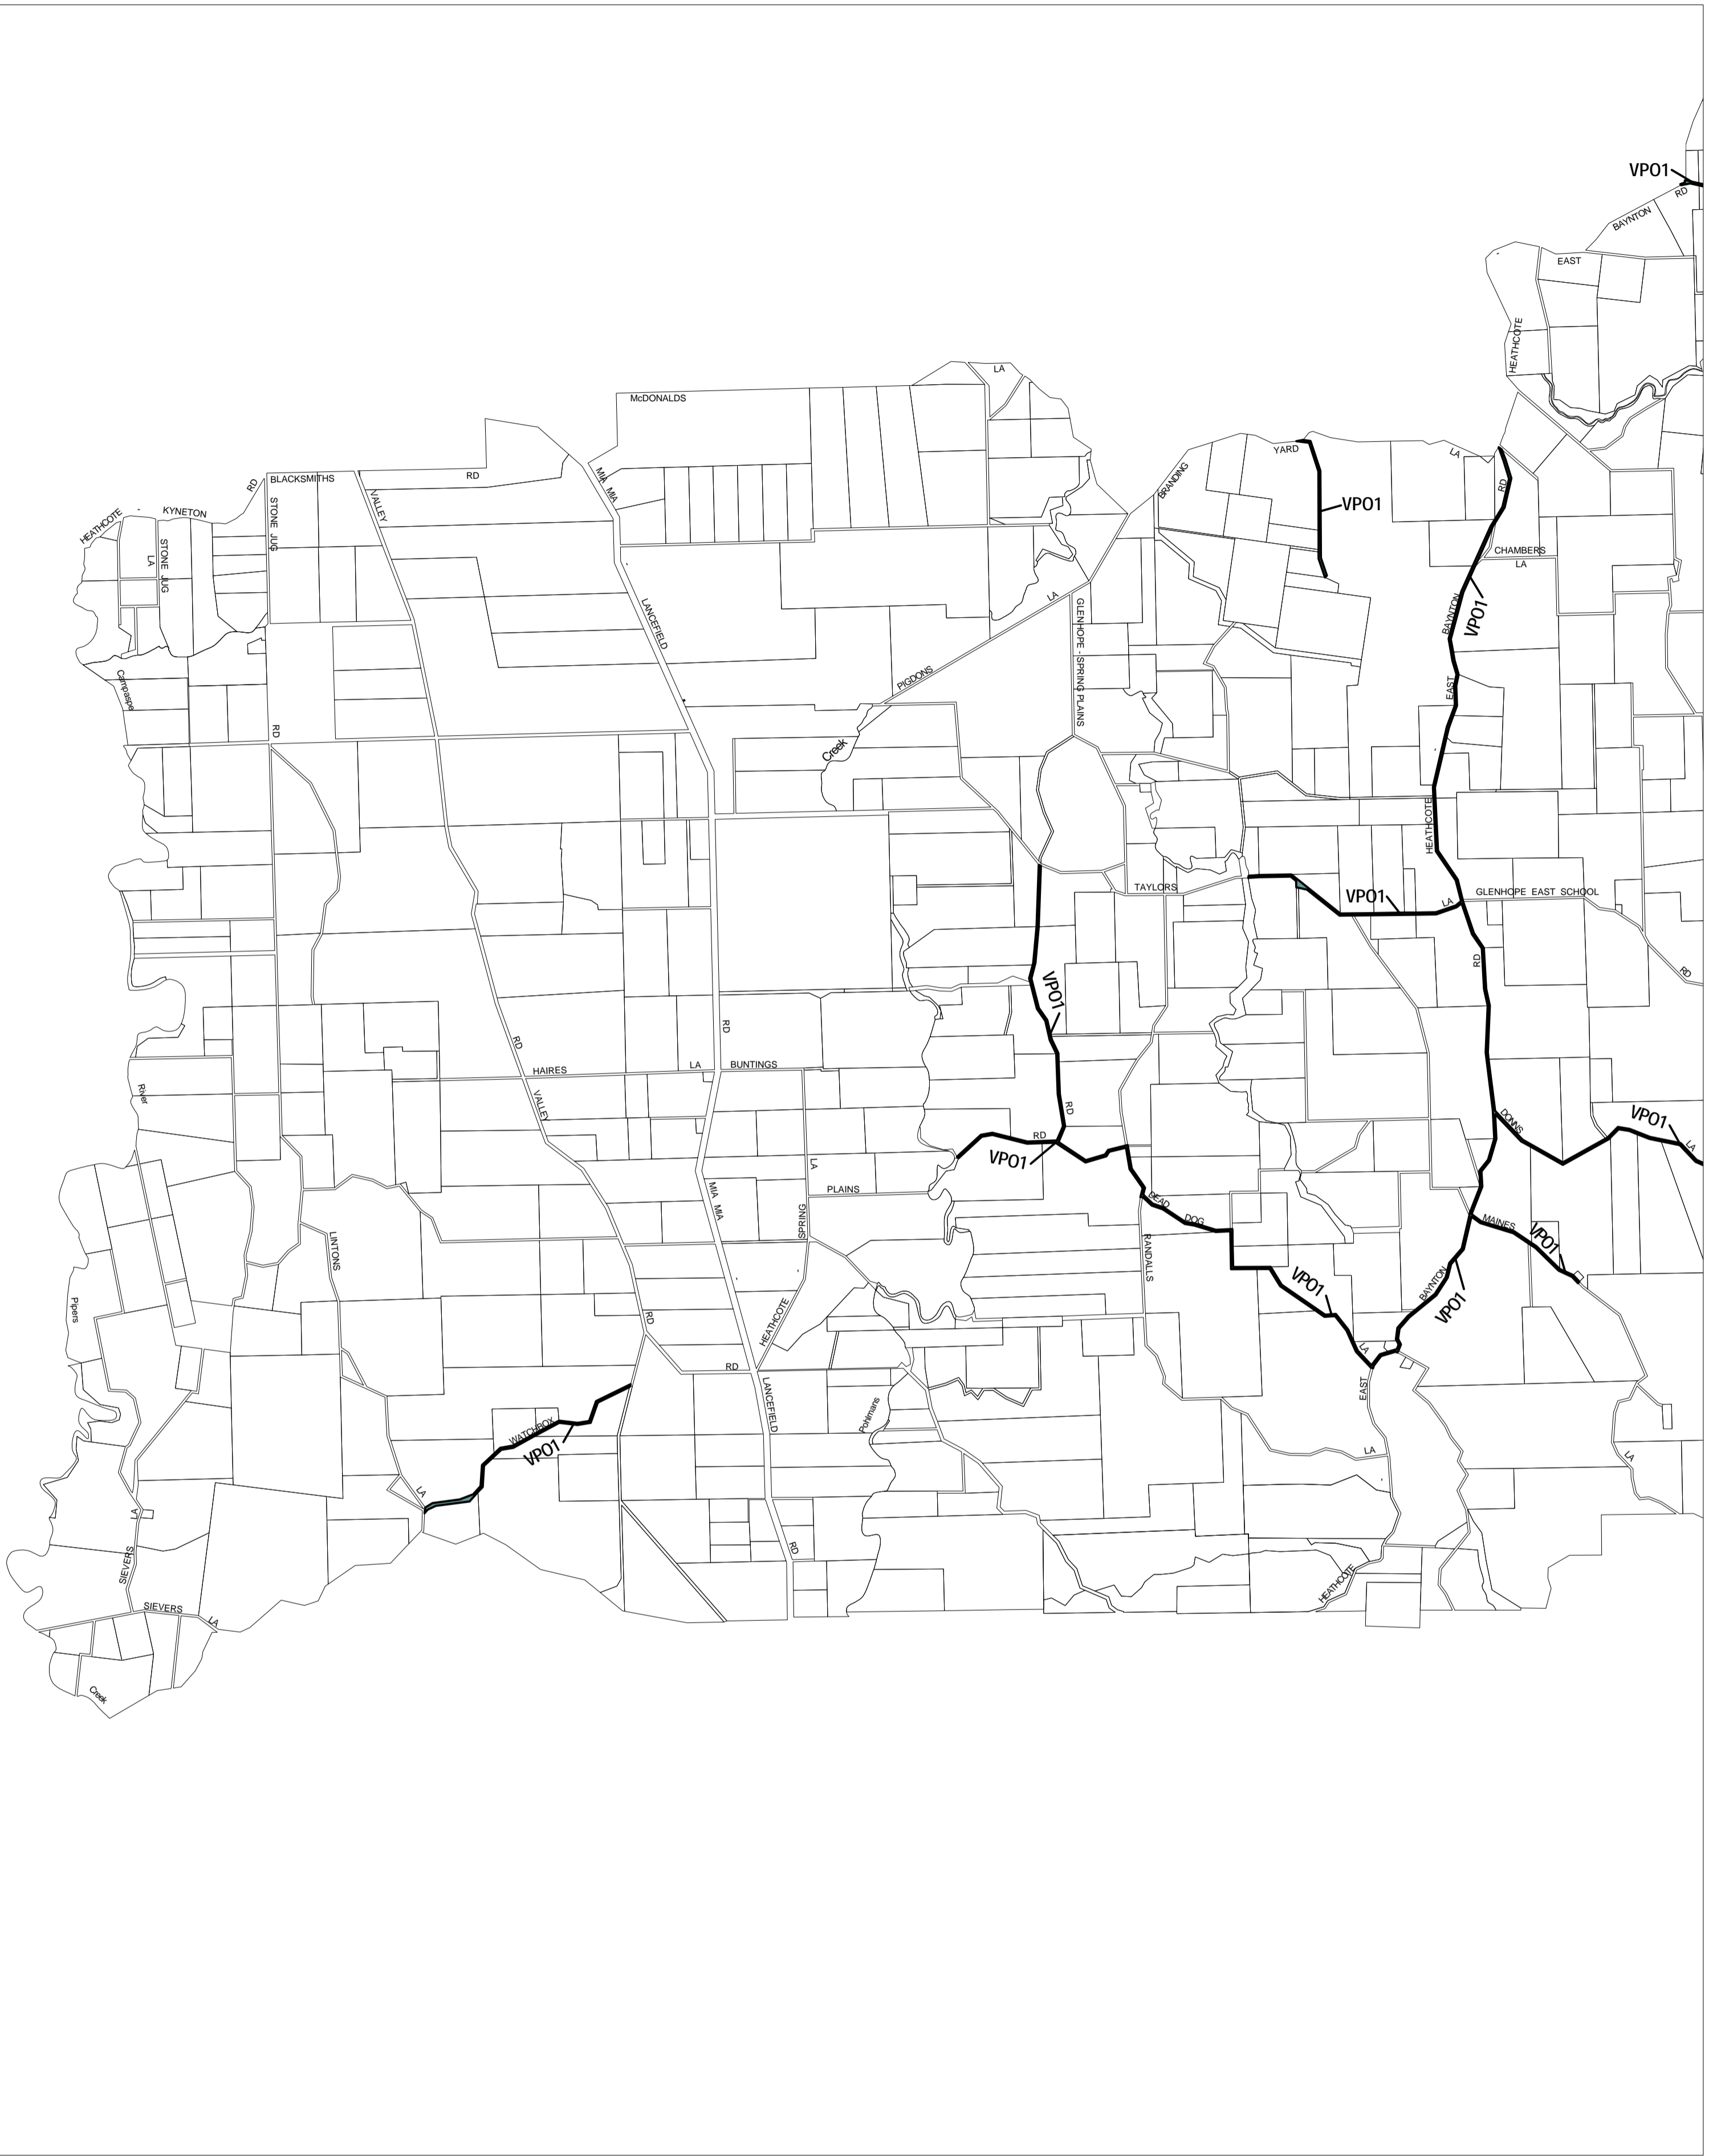 VPO1
RD
BAYNTON
EAST
HEATHCOTE
LA
McDONALDS
YARD
LA
BRANDING
RD
MIA MIA
RD
BLACKSMITHS
RD
VALLEY
STONE JUG
KYNETON
HEATHCOTE
LA
STONE JUG
VPO1
CHAMBERS
LA
BAYNTON
VPO1
LANCEFIELD
LA
GLENHOPE - SPRING PLAINS
PIGDONS
Campaspe
EAST
RD
Creek
HEATHCOTE
TAYLORS
VPO1
LA
GLENHOPE EAST SCHOOL
RD
RD
VPO1
RD
RD
HAIRES
LA
BUNTINGS
River
VALLEY
RD
RD
VPO1
DONNS
VPO1
LA
LA
PLAINS
MIA MIA
SPRING
DEAD
DOG
MAINES
VPO1
LINTONS
RANDALLS
VPO1
BAYNTON
VPO1
Pipers
RD
HEATHCOTE
LA
RD
EAST
LANCEFIELD
Pohlmans
WATCHBOX
VPO1
LA
LA
LA
LA
RD
SIEVERS
HEATHCOTE
SIEVERS
LA
Creek